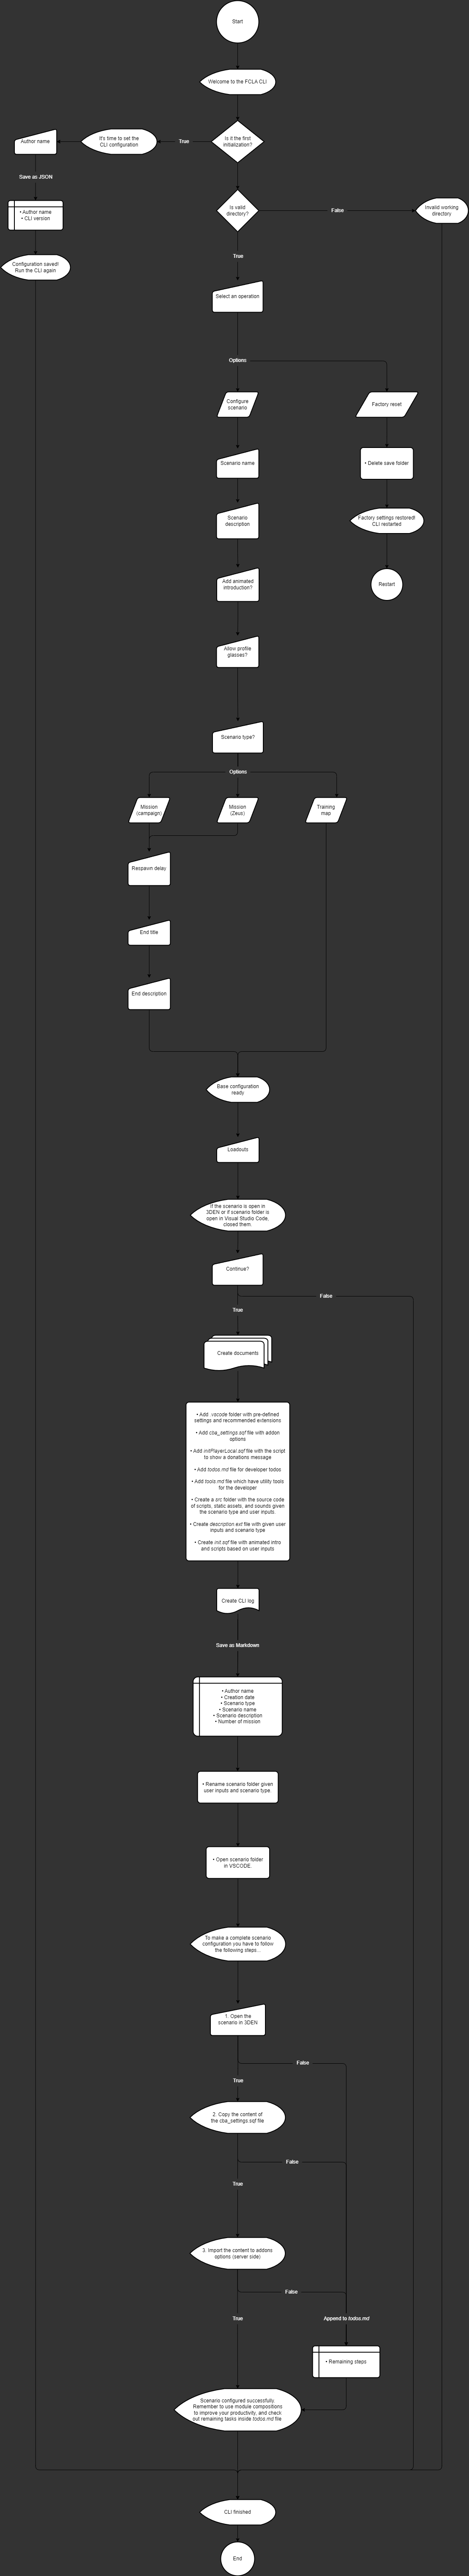 Start
Welcome to the FCLA CLI
Is it the first
initialization?
True
It's time to set the
CLI configuration
Author name
Save as JSON
• Author name
• CLI version
Configuration saved!
Run the CLI again
Is valid
directory?
False
Invalid working
directory
True
Select an operation
Options
Configure
scenario
Factory reset
Scenario name
• Delete save folder
Scenario
description
Factory settings restored!
CLI restarted
Add animated
introduction?
Restart
Allow profile
glasses?
Scenario type?
Options
Mission
(campaign)
Mission
(Zeus)
Training
map
Respawn delay
End title
End description
Base configuration
ready
Loadouts
If the scenario is open in
3DEN or if scenario folder is
open in Visual Studio Code,
closed them
Continue?
False
True
Create documents
• Add .vscode folder with pre-defined
settings and recommended extensions
• Add cba_settings.sqf file with addon
options
• Add initPlayerLocal.sqf file with the script
to show a donations message
• Add todos.md file for developer todos
• Add tools.md file which have utility tools
for the developer
• Create a src folder with the source code
of scripts, static assets, and sounds given
the scenario type and user inputs.
• Create description.ext file with given user
inputs and scenario type
• Create init.sqf file with animated intro
and scripts based on user inputs
Create CLI log
Save as Markdown
• Author name
• Creation date
• Scenario type
• Scenario name
• Scenario description
• Number of mission
• Rename scenario folder given
user inputs and scenario type
• Open scenario folder
in VSCODE.
To make a complete scenario
configuration you have to follow
the following steps...
1. Open the
scenario in 3DEN
False
True
2. Copy the content of
the cba_settings.sqf file
False
True
3. Import the content to addons
options (server side)
False
True
Append to todos.md
• Remaining steps
Scenario configured successfully.
Remember to use module compositions
to improve your productivity, and check
out remaining tasks inside todos.md file
CLI finished
End